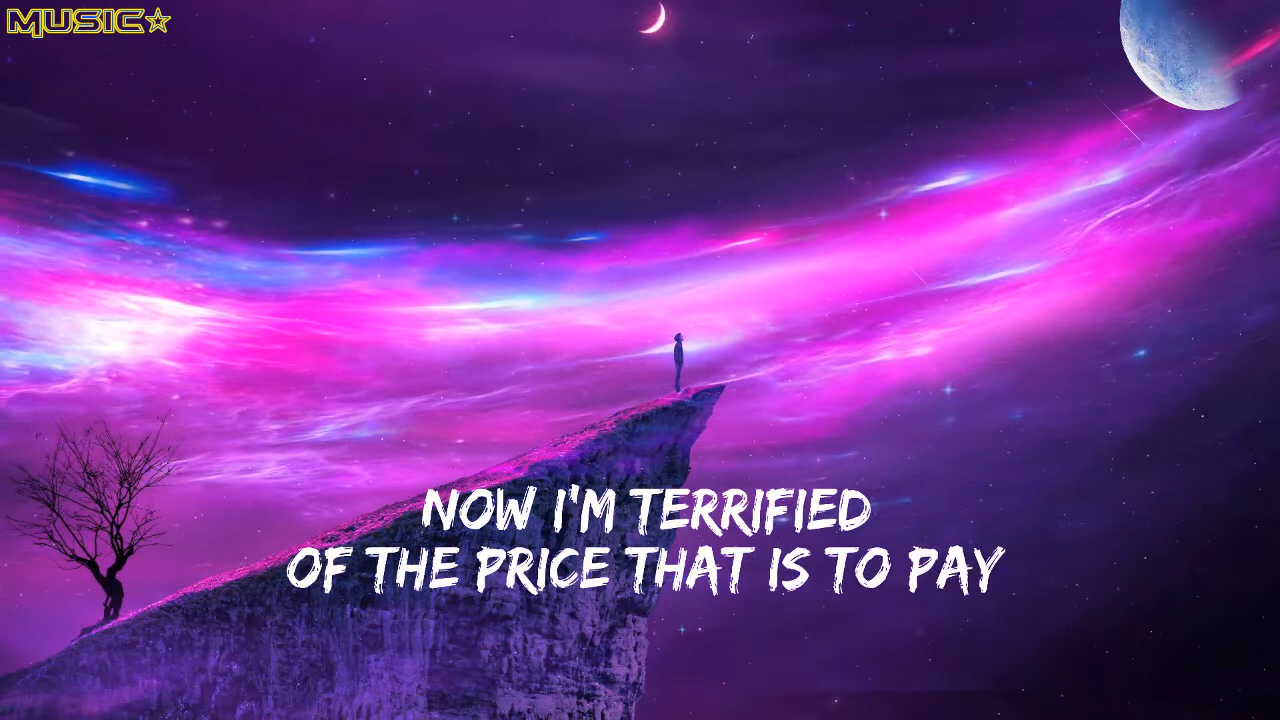 MUSIC☆
NOW I'M TERRIFIED
OF THE PRICE THAT IS TO PAY